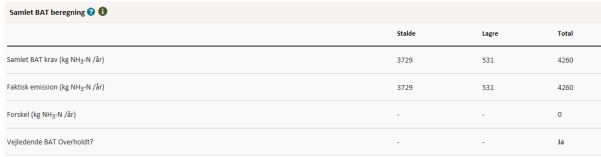 Samlet BAT beregning ? i
Stalde Lagre Total
Samlet BAT krav (kg NH₃-N /år) 3729 531 4260
Faktisk emission (kg NH₃-N /år) 3729 531 4260
Forskel (kg NH₃-N /år) - - 0
Vejledende BAT Overholdt? - - Ja